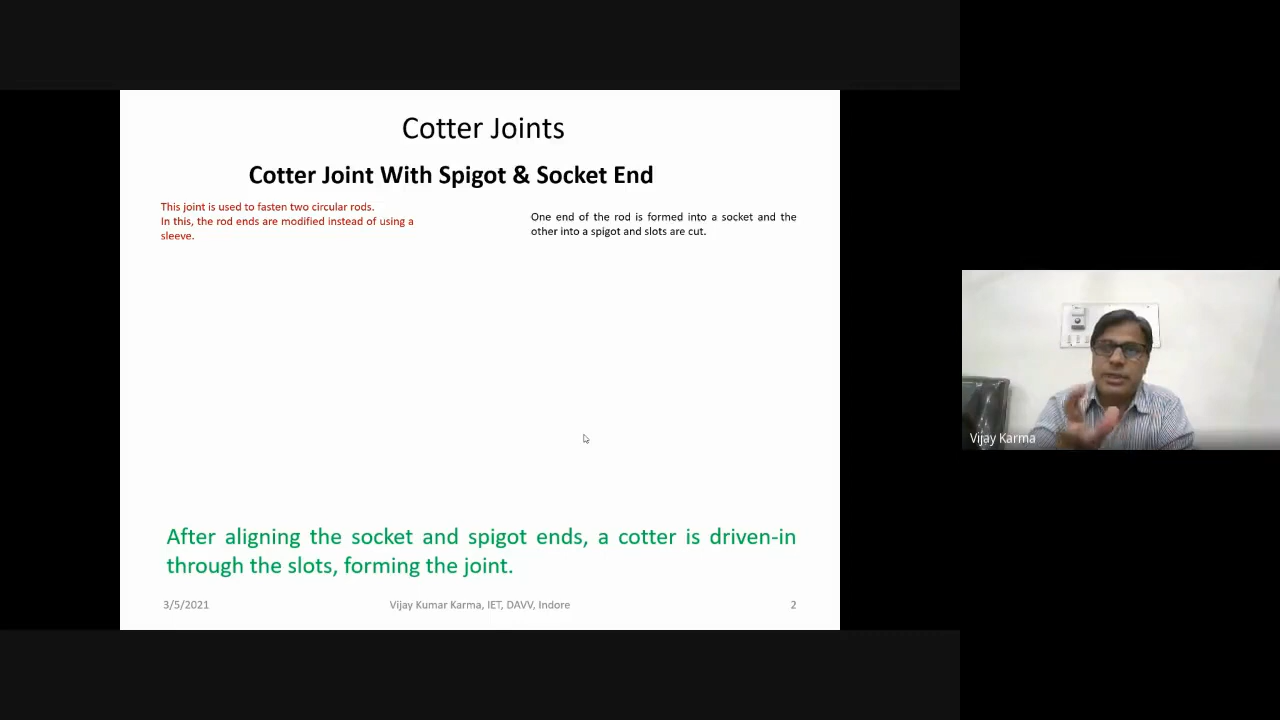 Cotter Joints
Cotter Joint With Spigot & Socket End
This joint is used to fasten two circular rods.
In this, the rod ends are modified instead of using a
sleeve.
One end of the rod is formed into a socket and the
other into a spigot and slots are cut.
After aligning the socket and spigot ends, a cotter is driven-in
through the slots, forming the joint.
3/5/2021
Vijay Kumar Karma, IET, DAVV, Indore
2
Vijay Karma